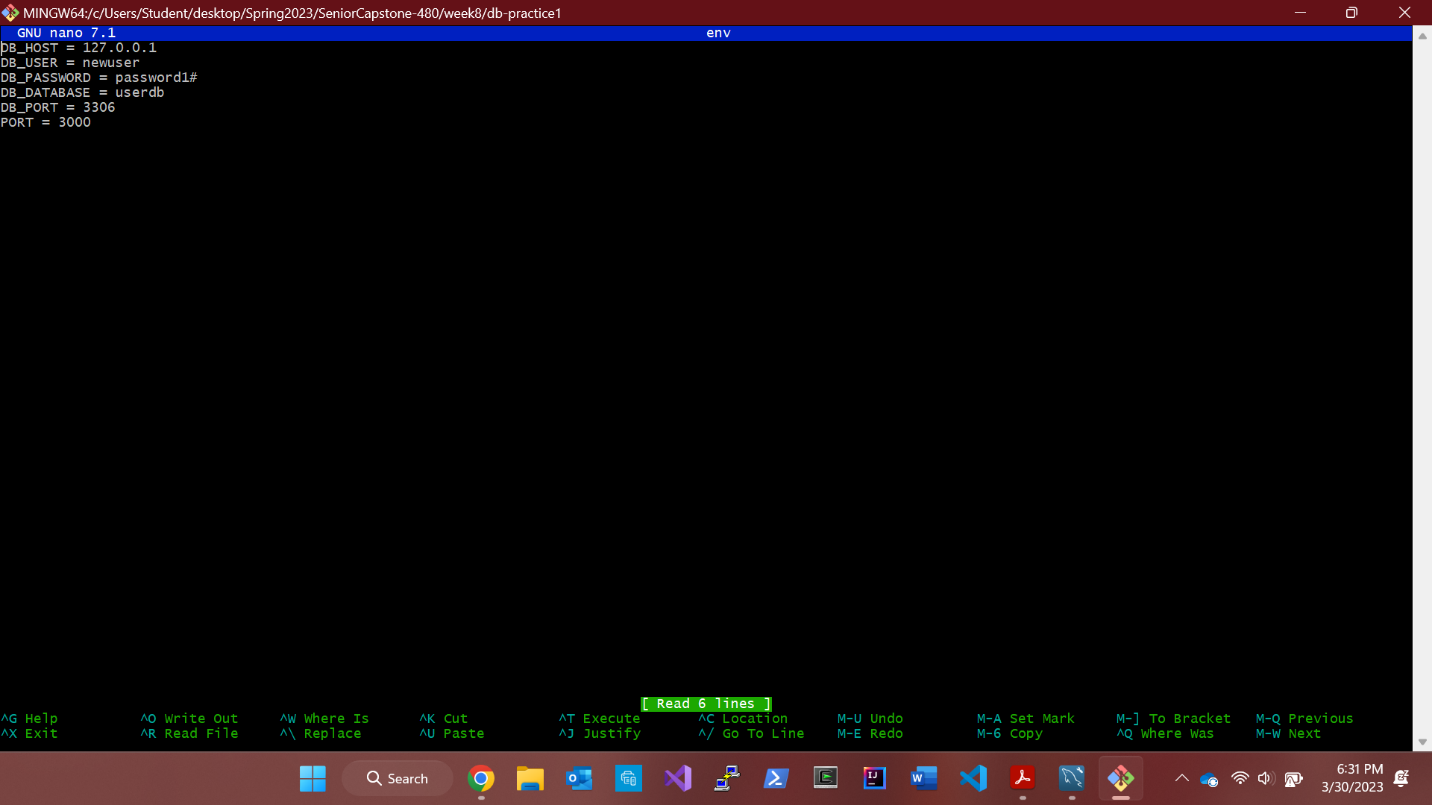 MINGW64:/c/Users/Student/desktop/Spring2023/SeniorCapstone-480/week8/db-practice1
GNU nano 7.1 env
DB_HOST = 127.0.0.1
DB_USER = newuser
DB_PASSWORD = password1#
DB_DATABASE = userdb
DB_PORT = 3306
PORT = 3000
[ Read 6 lines ]
^G Help ^O Write Out ^W Where Is ^K Cut ^T Execute ^C Location M-U Undo M-A Set Mark M-] To Bracket M-Q Previous
^X Exit ^R Read File ^\ Replace ^U Paste ^J Justify ^/ Go To Line M-E Redo M-6 Copy ^Q Where Was M-W Next
Search
6:31 PM
3/30/2023